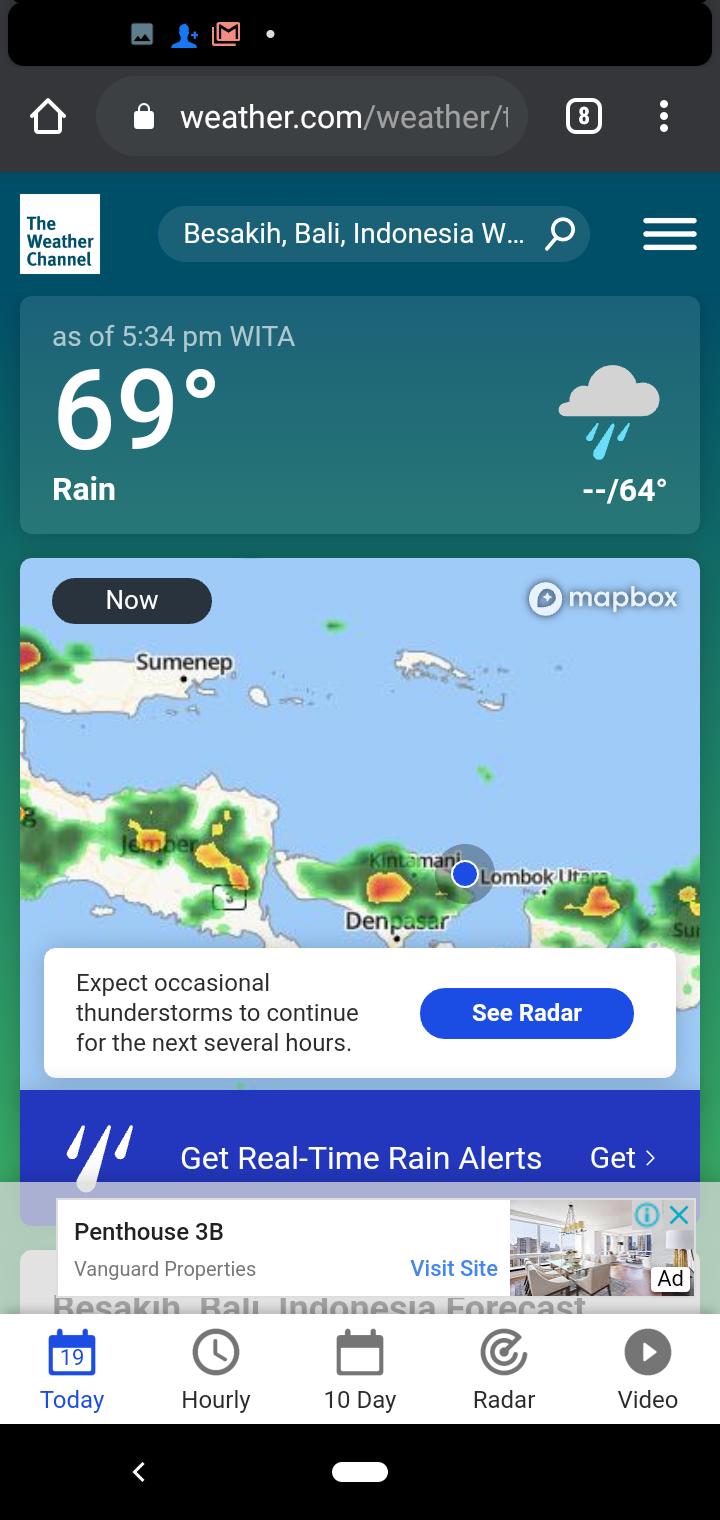 8
weather.com/weather/t
The
Weather
Channel
Besakih, Bali, Indonesia W...
as of 5:34 pm WITA
69°
Rain
--/64°
Now
mapbox
Sumenep
g
Jember
3
Kintamani
Lombok Utara
Denpasar
Sum
Expect occasional
thunderstorms to continue
for the next several hours.
See Radar
Get Real-Time Rain Alerts
Get
Penthouse 3B
Vanguard Properties
Visit Site
Ad
Besakih, Bali, Indonesia Forecast
19
Today
Hourly
10 Day
Radar
Video